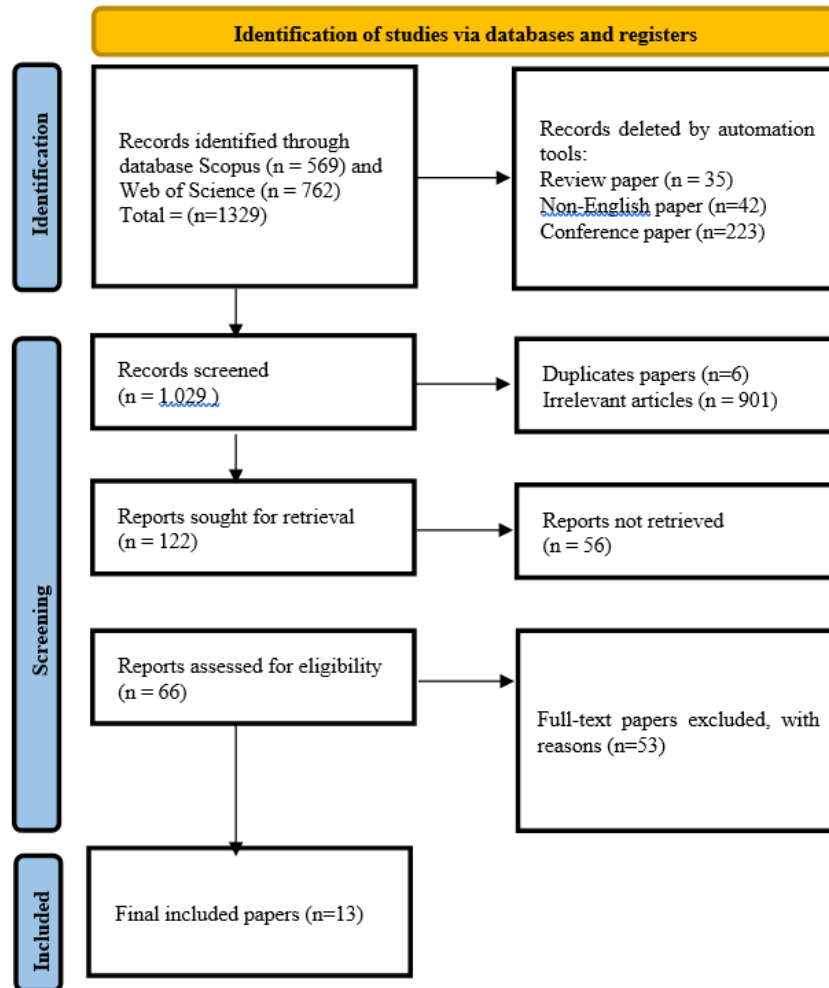 Identification of studies via databases and registers
Identification
Records identified through
database Scopus (n = 569) and
Web of Science (n = 762)
Total = (n=1329)
Records deleted by automation
tools:
Review paper (n = 35)
Non-English paper (n=42)
Conference paper (n=223)
Screening
Records screened
(n = 1.029 )
Duplicates papers (n=6)
Irrelevant articles (n = 901)
Reports sought for retrieval
(n = 122)
Reports not retrieved
(n = 56)
Reports assessed for eligibility
(n = 66)
Full-text papers excluded, with
reasons (n=53)
Included
Final included papers (n=13)